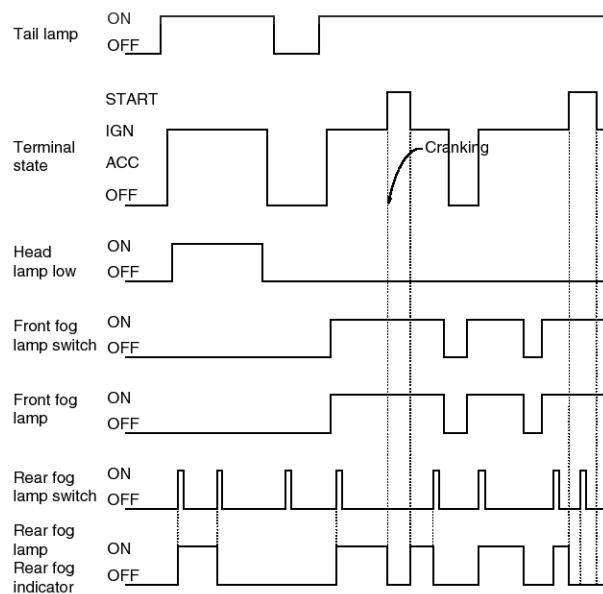 Tail lamp
ON
OFF
Terminal
state
START
IGN
ACC
OFF
Cranking
Head
lamp low
ON
OFF
Front fog
lamp switch
ON
OFF
Front fog
lamp
ON
OFF
Rear fog
lamp switch
ON
OFF
Rear fog
lamp
Rear fog
indicator
ON
OFF